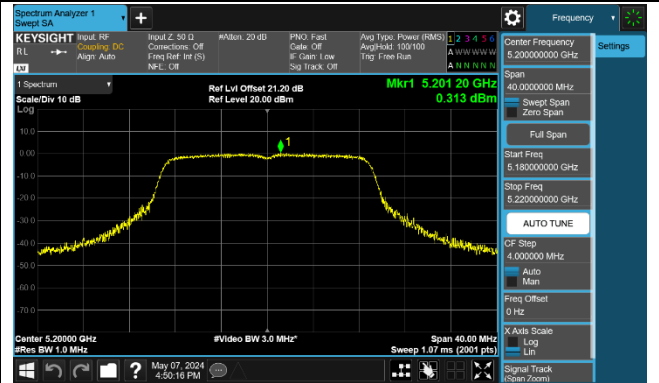 Spectrum Analyzer 1
Swept SA
+
Frequency
KEYSIGHT
RL
LXI
Input: RF
Coupling: DC
Align: Auto
Input Z: 50 Ω
Corrections: Off
Freq Ref: Int (S)
NFE: Off
#Atten: 20 dB
PNO: Fast
Gate: Off
IF Gain: Low
Sig Track: Off
Avg Type: Power (RMS)
Avg|Hold: 100/100
Trig: Free Run
1 2 3 4 5 6
A W W W W W
A N N N N N
1 Spectrum
Scale/Div 10 dB
Log
Ref Lvl Offset 21.20 dB
Ref Level 20.00 dBm
Mkr1 5.201 20 GHz
0.313 dBm
10.0
0.00
-10.0
-20.0
-30.0
-40.0
-50.0
-60.0
-70.0
1
Center 5.20000 GHz
#Res BW 1.0 MHz
#Video BW 3.0 MHz*
Span 40.00 MHz
Sweep 1.07 ms (2001 pts)
Center Frequency
5.200000000 GHz
Settings
Span
40.0000000 MHz
Swept Span
Zero Span
Full Span
Start Freq
5.180000000 GHz
Stop Freq
5.220000000 GHz
AUTO TUNE
CF Step
4.000000 MHz
Auto
Man
Freq Offset
0 Hz
X Axis Scale
Log
Lin
Signal Track
(Span Zoom)
?
May 07, 2024
4:50:16 PM